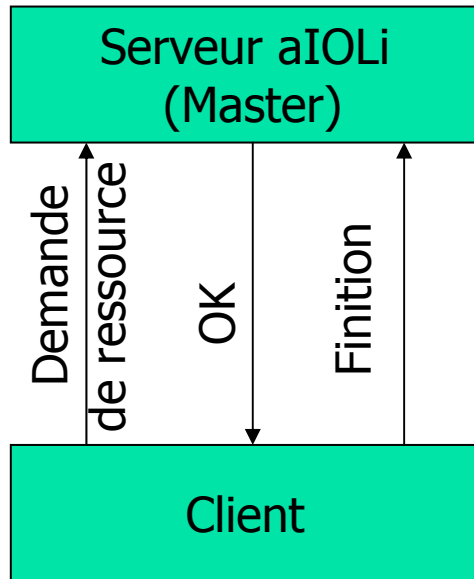 Serveur aIOLi
(Master)
Demande
de ressource
OK
Finition
Client